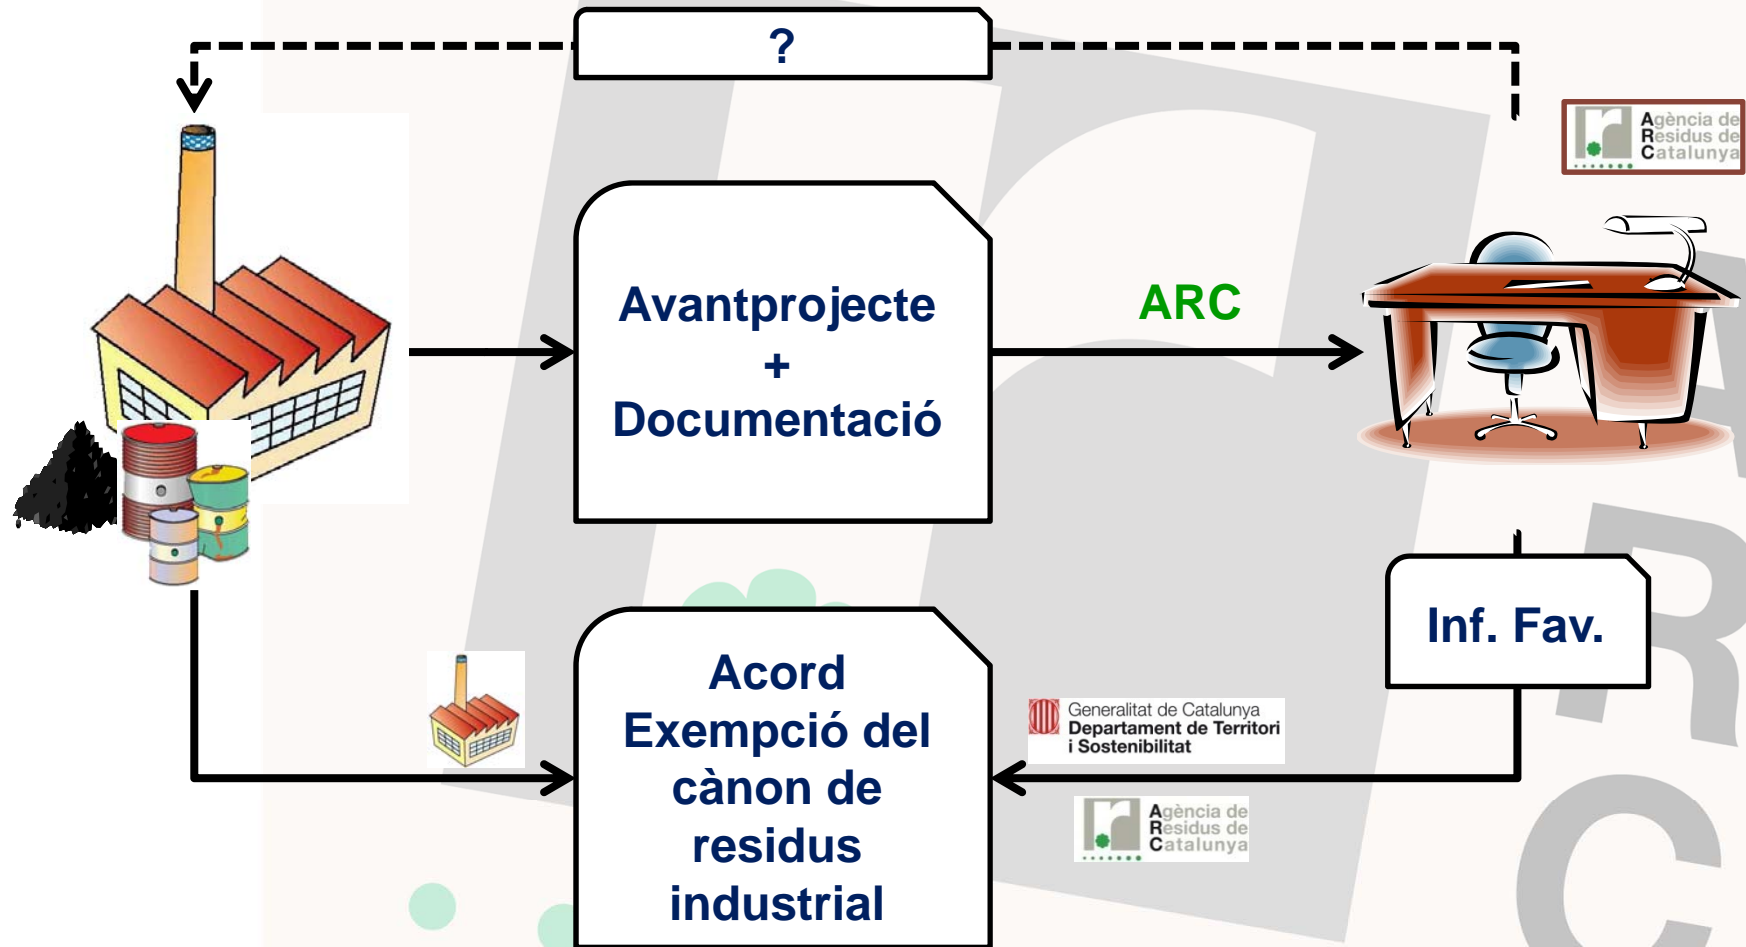 ?
Agència de
Residus de
Catalunya
Avantprojecte
+
Documentació
ARC
Inf. Fav.
Acord
Exempció del
cànon de
residus
industrial
Generalitat de Catalunya
Departament de Territori
i Sostenibilitat
Agència de
Residus de
Catalunya
A
R
C